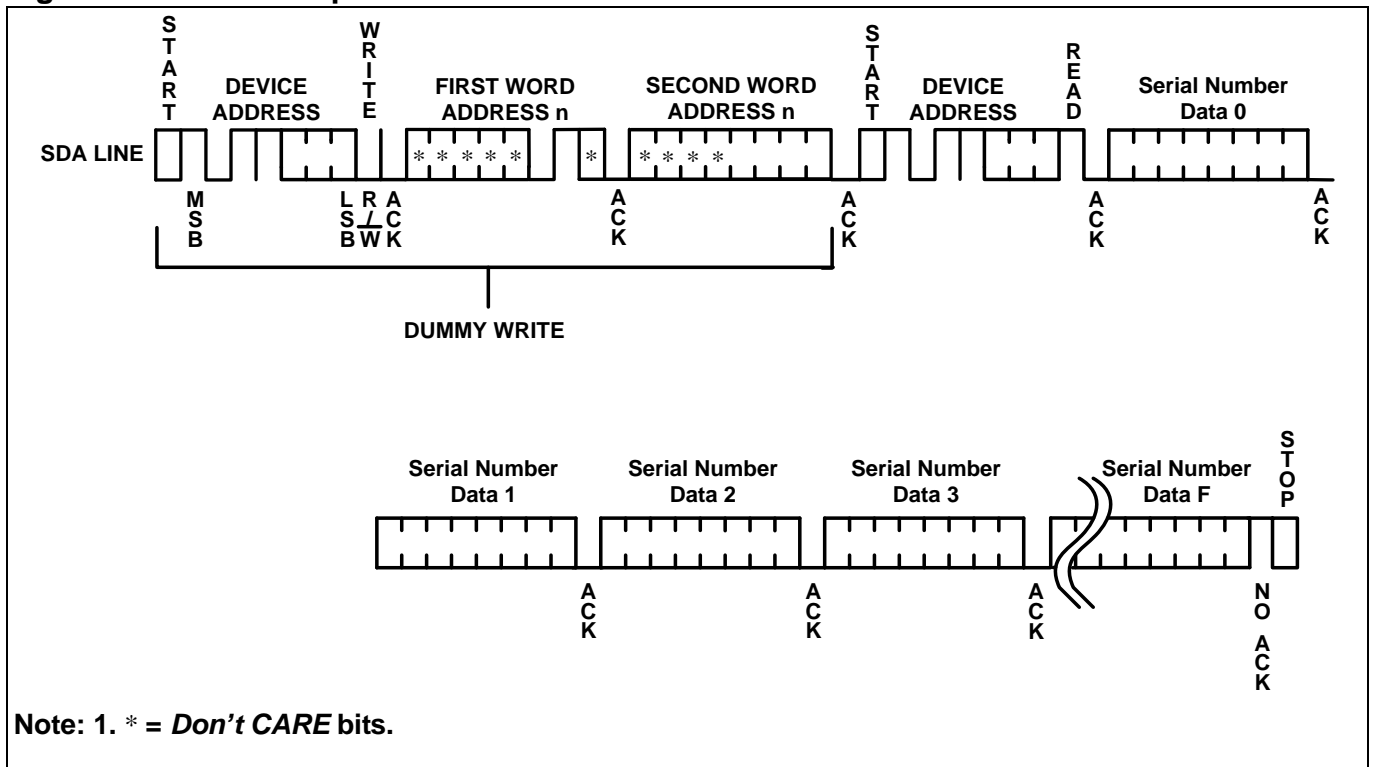 START
DEVICE ADDRESS
WRITE
FIRST WORD ADDRESS n
SECOND WORD ADDRESS n
START
DEVICE ADDRESS
READ
Serial Number Data 0
SDA LINE
* * * * *
*
* * * *
MSB
LSB
R/W
ACK
ACK
ACK
ACK
ACK
DUMMY WRITE
Serial Number Data 1
Serial Number Data 2
Serial Number Data 3
Serial Number Data F
STOP
ACK
ACK
ACK
NO ACK
Note: 1. * = Don't CARE bits.